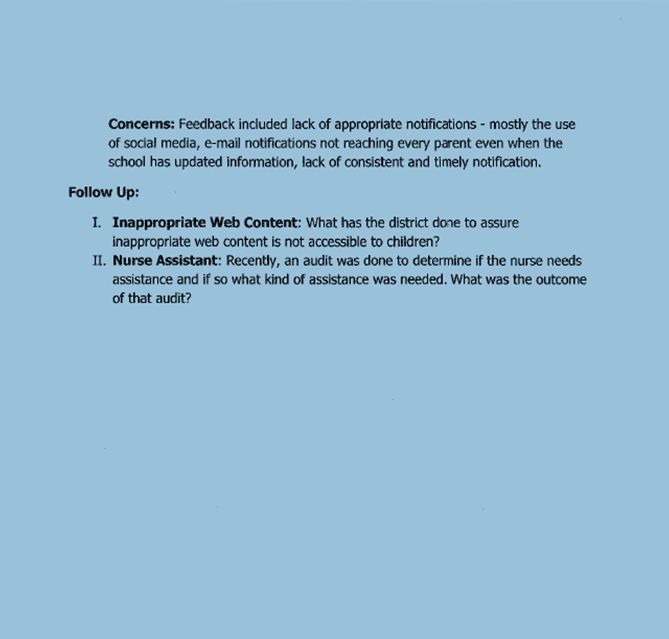 Concerns: Feedback included lack of appropriate notifications - mostly the use
of social media, e-mail notifications not reaching every parent even when the
school has updated information, lack of consistent and timely notification.
Follow Up:
I. Inappropriate Web Content: What has the district done to assure
inappropriate web content is not accessible to children?
II. Nurse Assistant: Recently, an audit was done to determine if the nurse needs
assistance and if so what kind of assistance was needed. What was the outcome
of that audit?